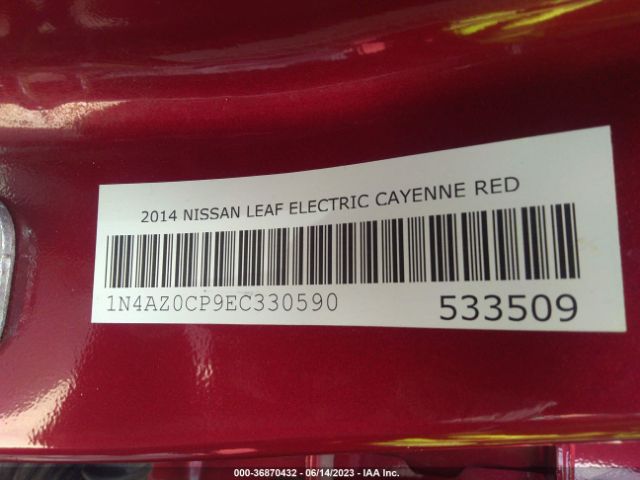 2014 NISSAN LEAF ELECTRIC CAYENNE RED
1N4AZ0CP9EC330590
533509
000-36870432 - 06/14/2023 - IAA Inc.